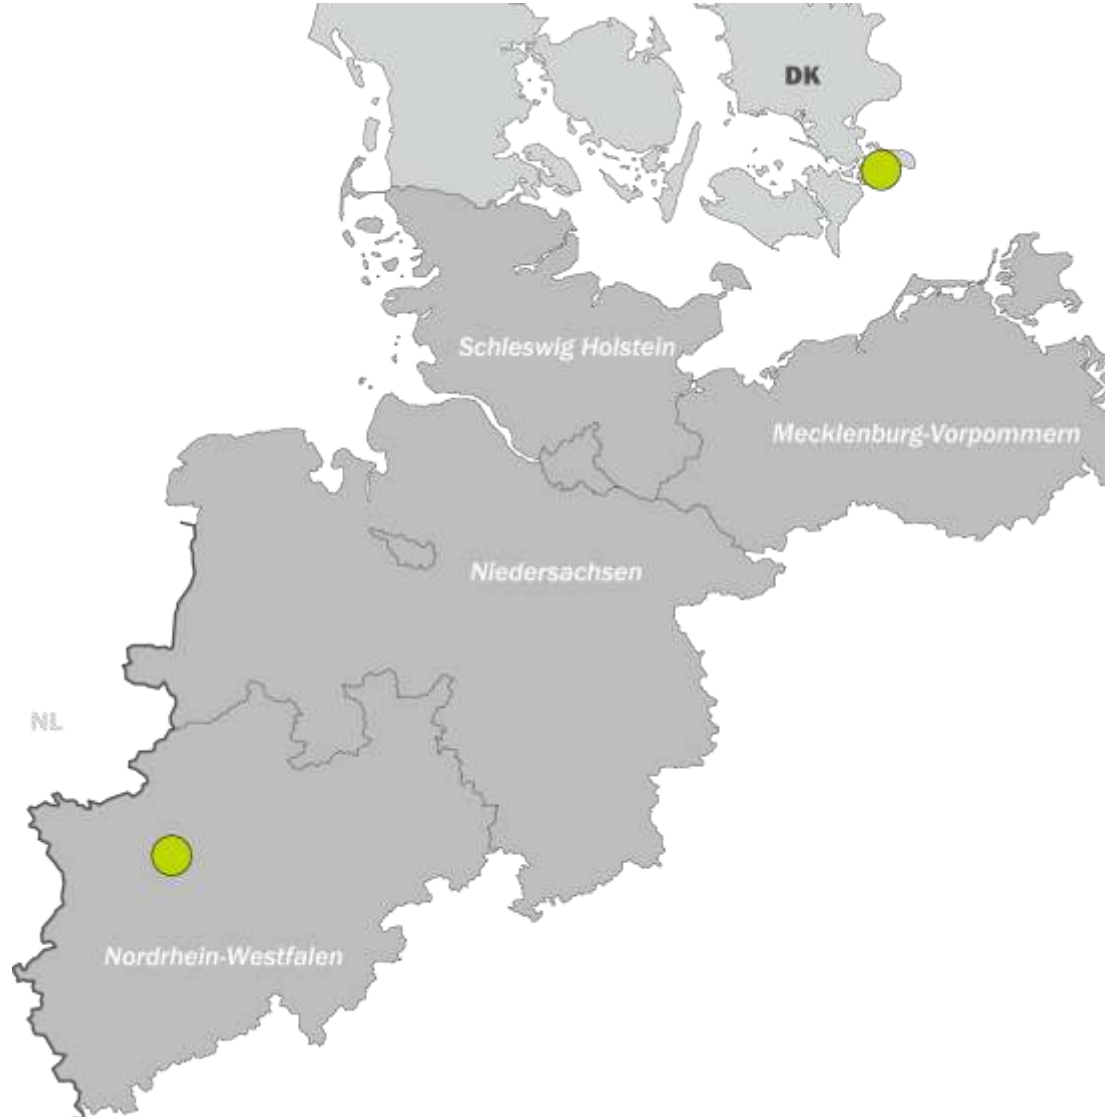 DK
Schleswig Holstein
Mecklenburg-Vorpommern
Niedersachsen
NL
Nordrhein-Westfalen